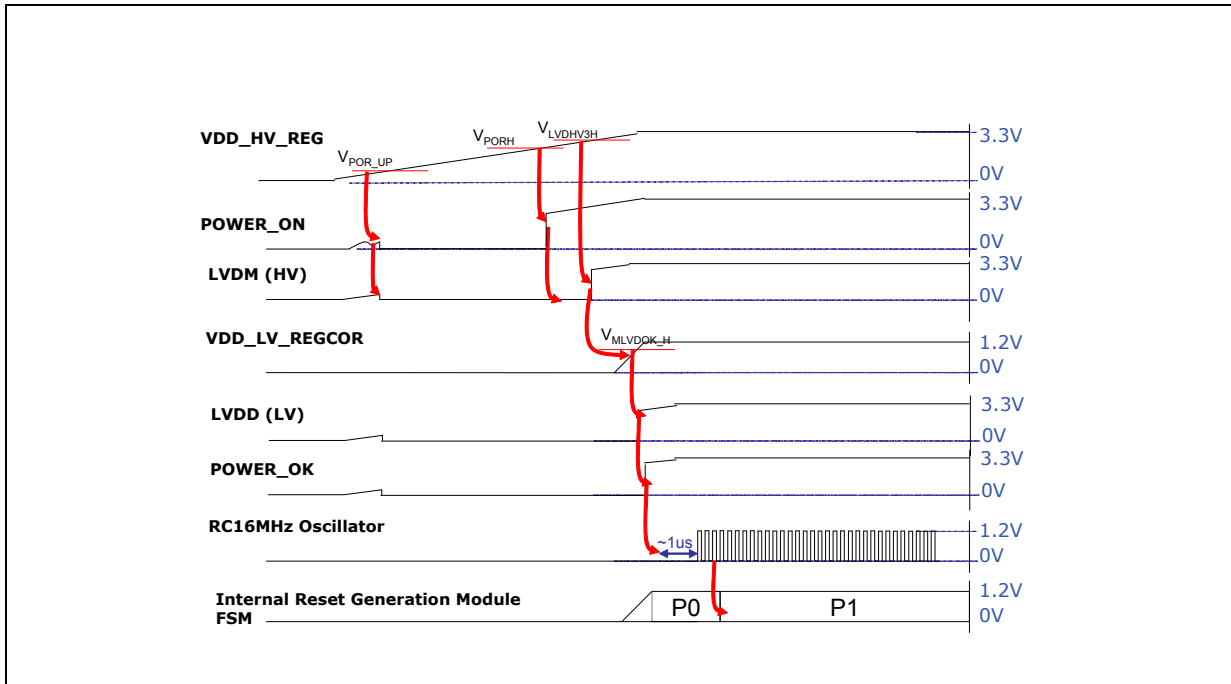 VDD_HV_REG
V_POR_UP
V_PORH
V_LVDHV3H
3.3V
0V
POWER_ON
3.3V
0V
LVDM (HV)
3.3V
0V
VDD_LV_REGCOR
V_MLVDOK_H
1.2V
0V
LVDD (LV)
3.3V
0V
POWER_OK
3.3V
0V
RC16MHz Oscillator
~1us
1.2V
0V
Internal Reset Generation Module
FSM
P0
P1
1.2V
0V